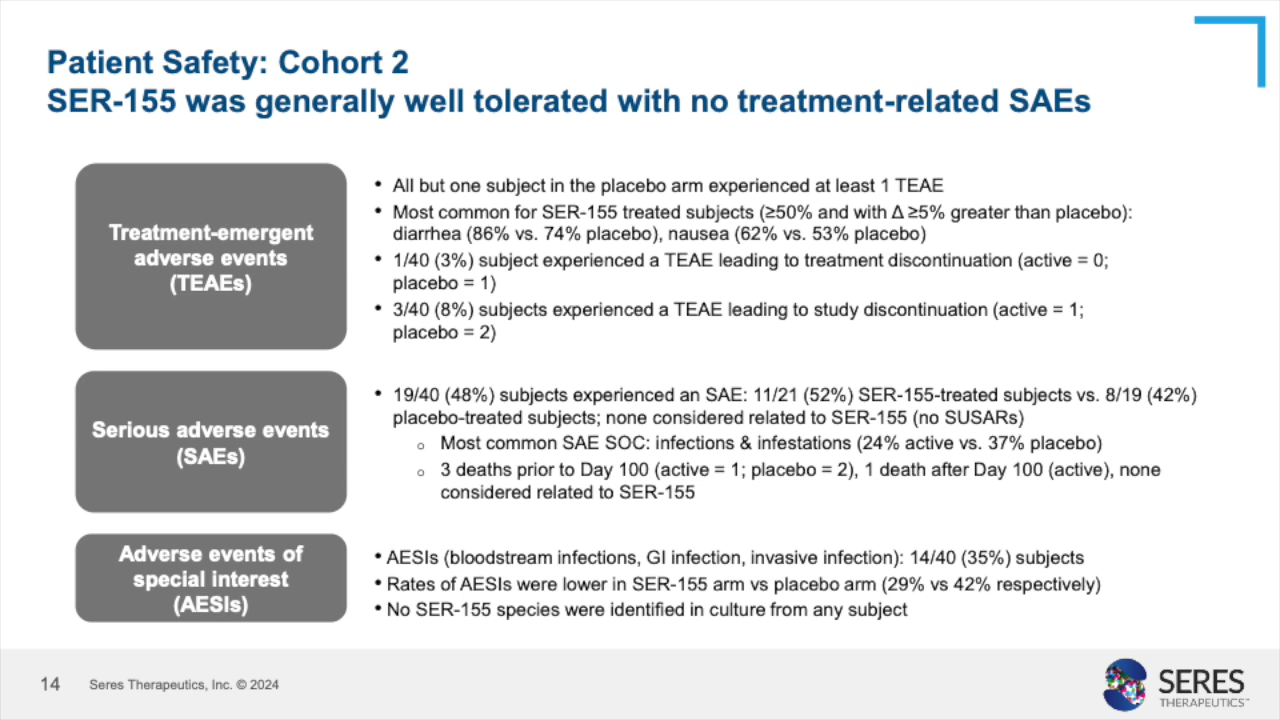 Patient Safety: Cohort 2
SER-155 was generally well tolerated with no treatment-related SAEs
Treatment-emergent
adverse events
(TEAEs)
• All but one subject in the placebo arm experienced at least 1 TEAE
• Most common for SER-155 treated subjects (≥50% and with Δ ≥5% greater than placebo):
diarrhea (86% vs. 74% placebo), nausea (62% vs. 53% placebo)
• 1/40 (3%) subject experienced a TEAE leading to treatment discontinuation (active = 0;
placebo = 1)
• 3/40 (8%) subjects experienced a TEAE leading to study discontinuation (active = 1;
placebo = 2)
Serious adverse events
(SAEs)
• 19/40 (48%) subjects experienced an SAE: 11/21 (52%) SER-155-treated subjects vs. 8/19 (42%)
placebo-treated subjects; none considered related to SER-155 (no SUSARs)
o Most common SAE SOC: infections & infestations (24% active vs. 37% placebo)
o 3 deaths prior to Day 100 (active = 1; placebo = 2), 1 death after Day 100 (active), none
considered related to SER-155
Adverse events of
special interest
(AESIs)
• AESIs (bloodstream infections, GI infection, invasive infection): 14/40 (35%) subjects
• Rates of AESIs were lower in SER-155 arm vs placebo arm (29% vs 42% respectively)
• No SER-155 species were identified in culture from any subject
14 Seres Therapeutics, Inc. © 2024
SERES
THERAPEUTICS™